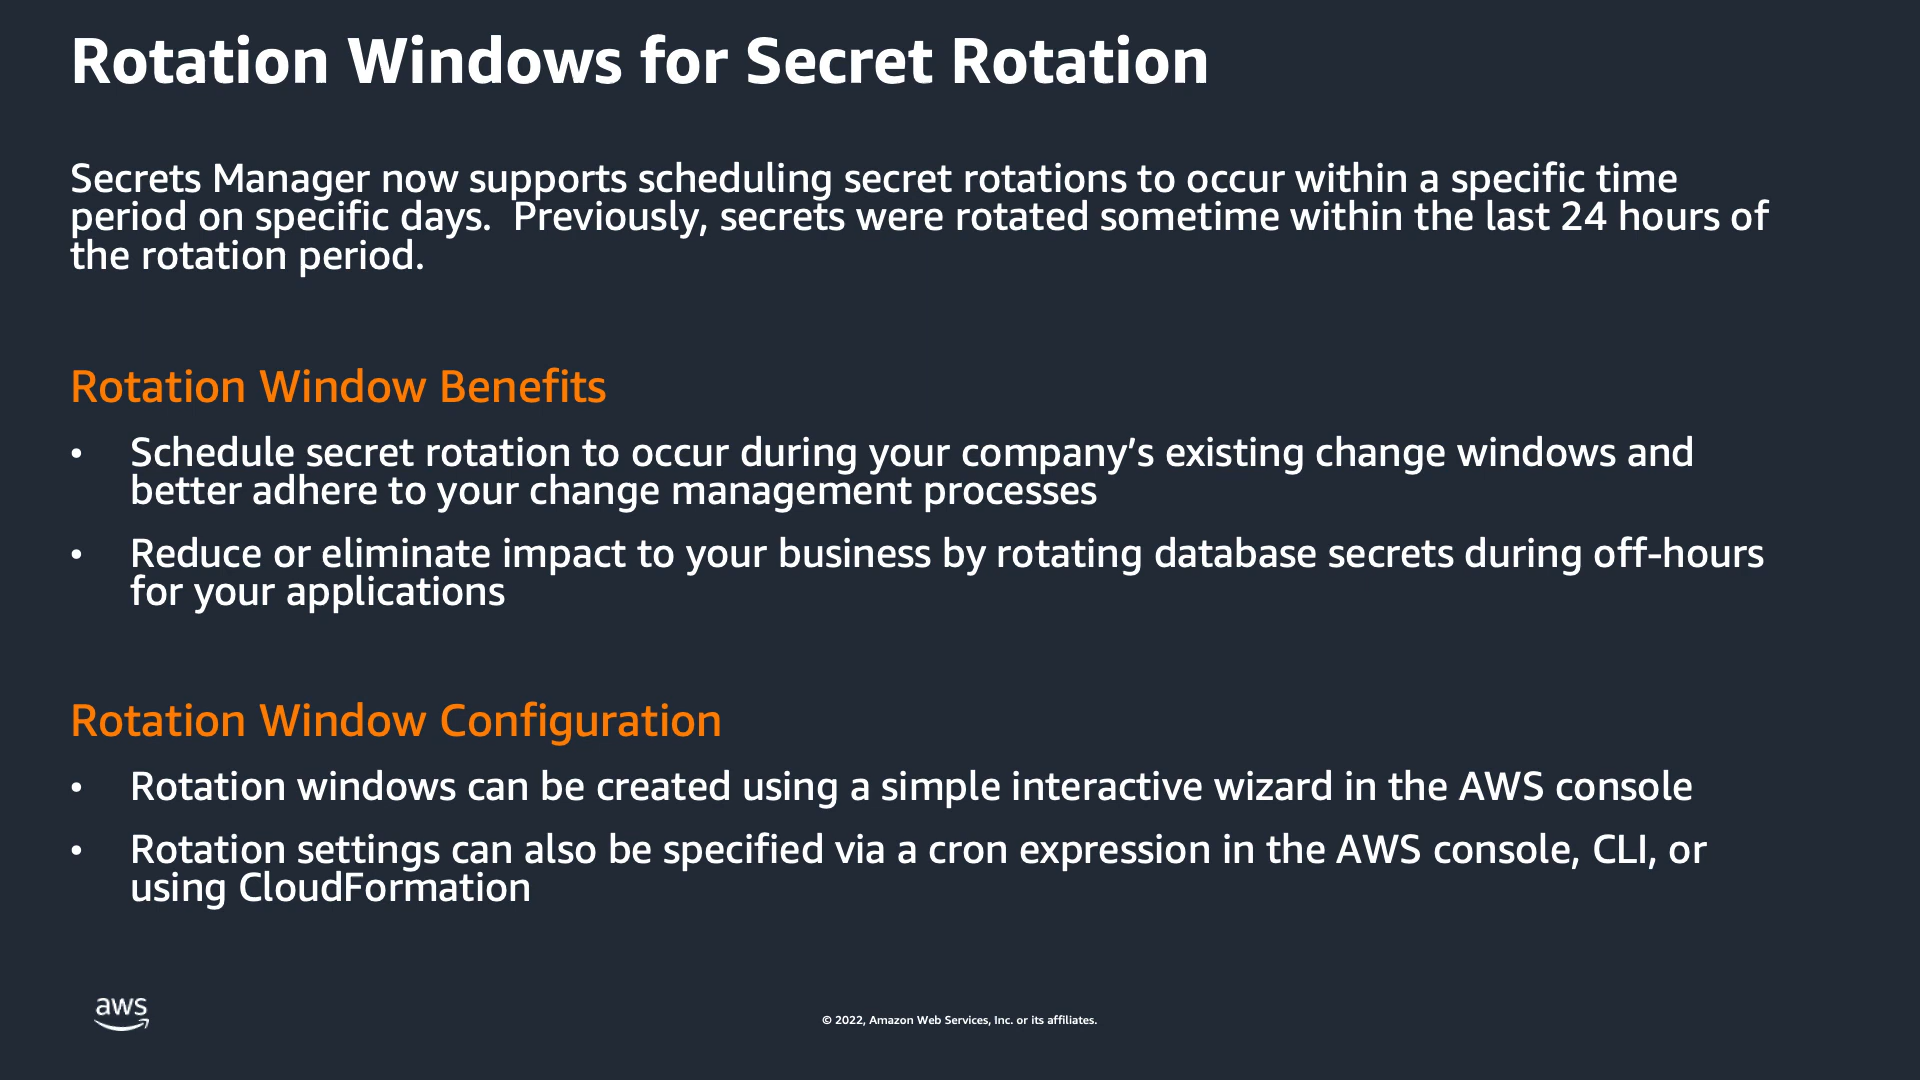 Rotation Windows for Secret Rotation
Secrets Manager now supports scheduling secret rotations to occur within a specific time
period on specific days.  Previously, secrets were rotated sometime within the last 24 hours of
the rotation period.
Rotation Window Benefits
• Schedule secret rotation to occur during your company’s existing change windows and
better adhere to your change management processes
• Reduce or eliminate impact to your business by rotating database secrets during off-hours
for your applications
Rotation Window Configuration
• Rotation windows can be created using a simple interactive wizard in the AWS console
• Rotation settings can also be specified via a cron expression in the AWS console, CLI, or
using CloudFormation
aws
© 2022, Amazon Web Services, Inc. or its affiliates.